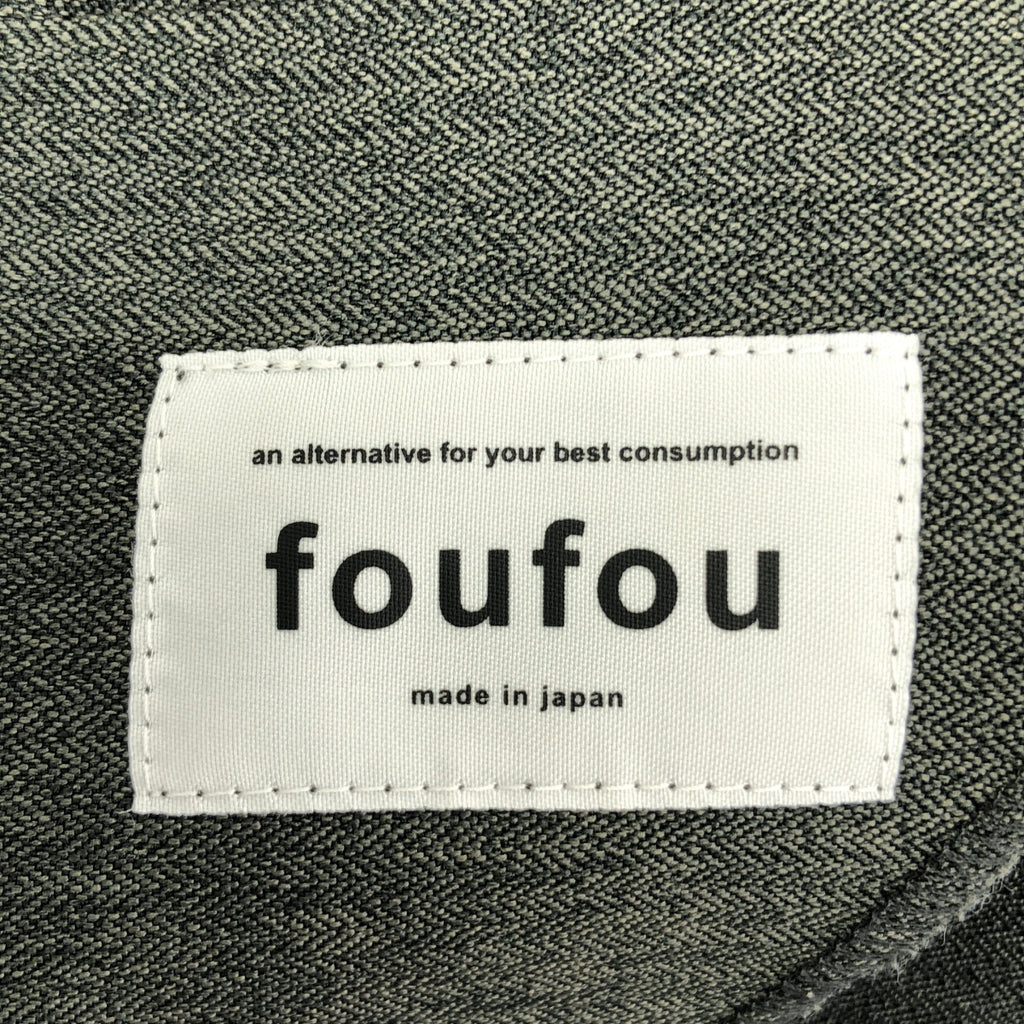 an alternative for your best consumption
foufou
made in japan